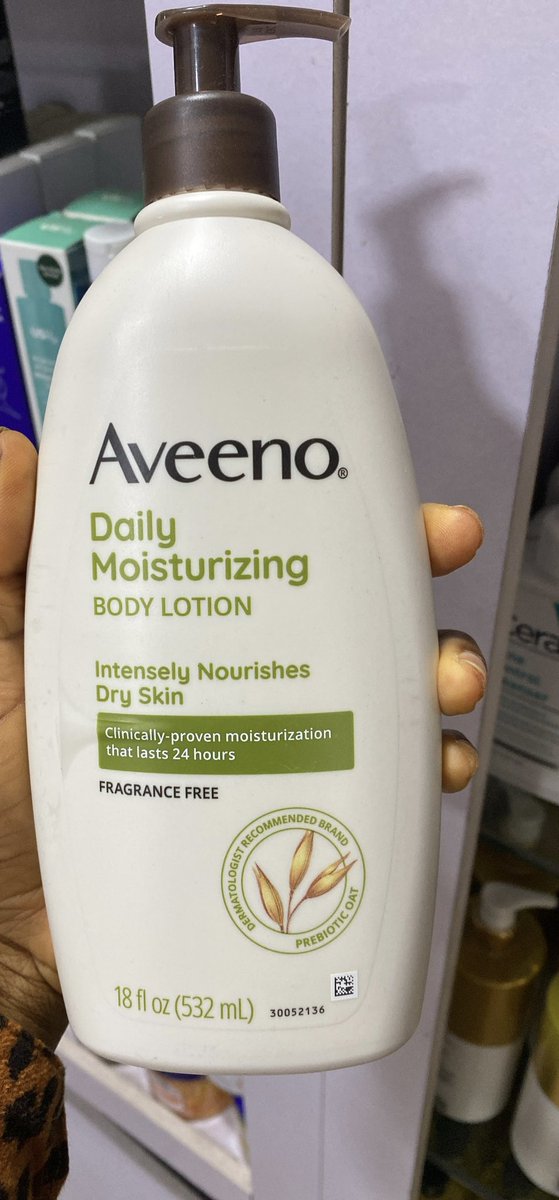 Aveeno®
Daily
Moisturizing
BODY LOTION
Intensely Nourishes
Dry Skin
Clinically-proven moisturization
that lasts 24 hours
FRAGRANCE FREE
DERMATOLOGIST RECOMMENDED BRAND
PREBIOTIC OAT
18 fl oz (532 mL)
30052136